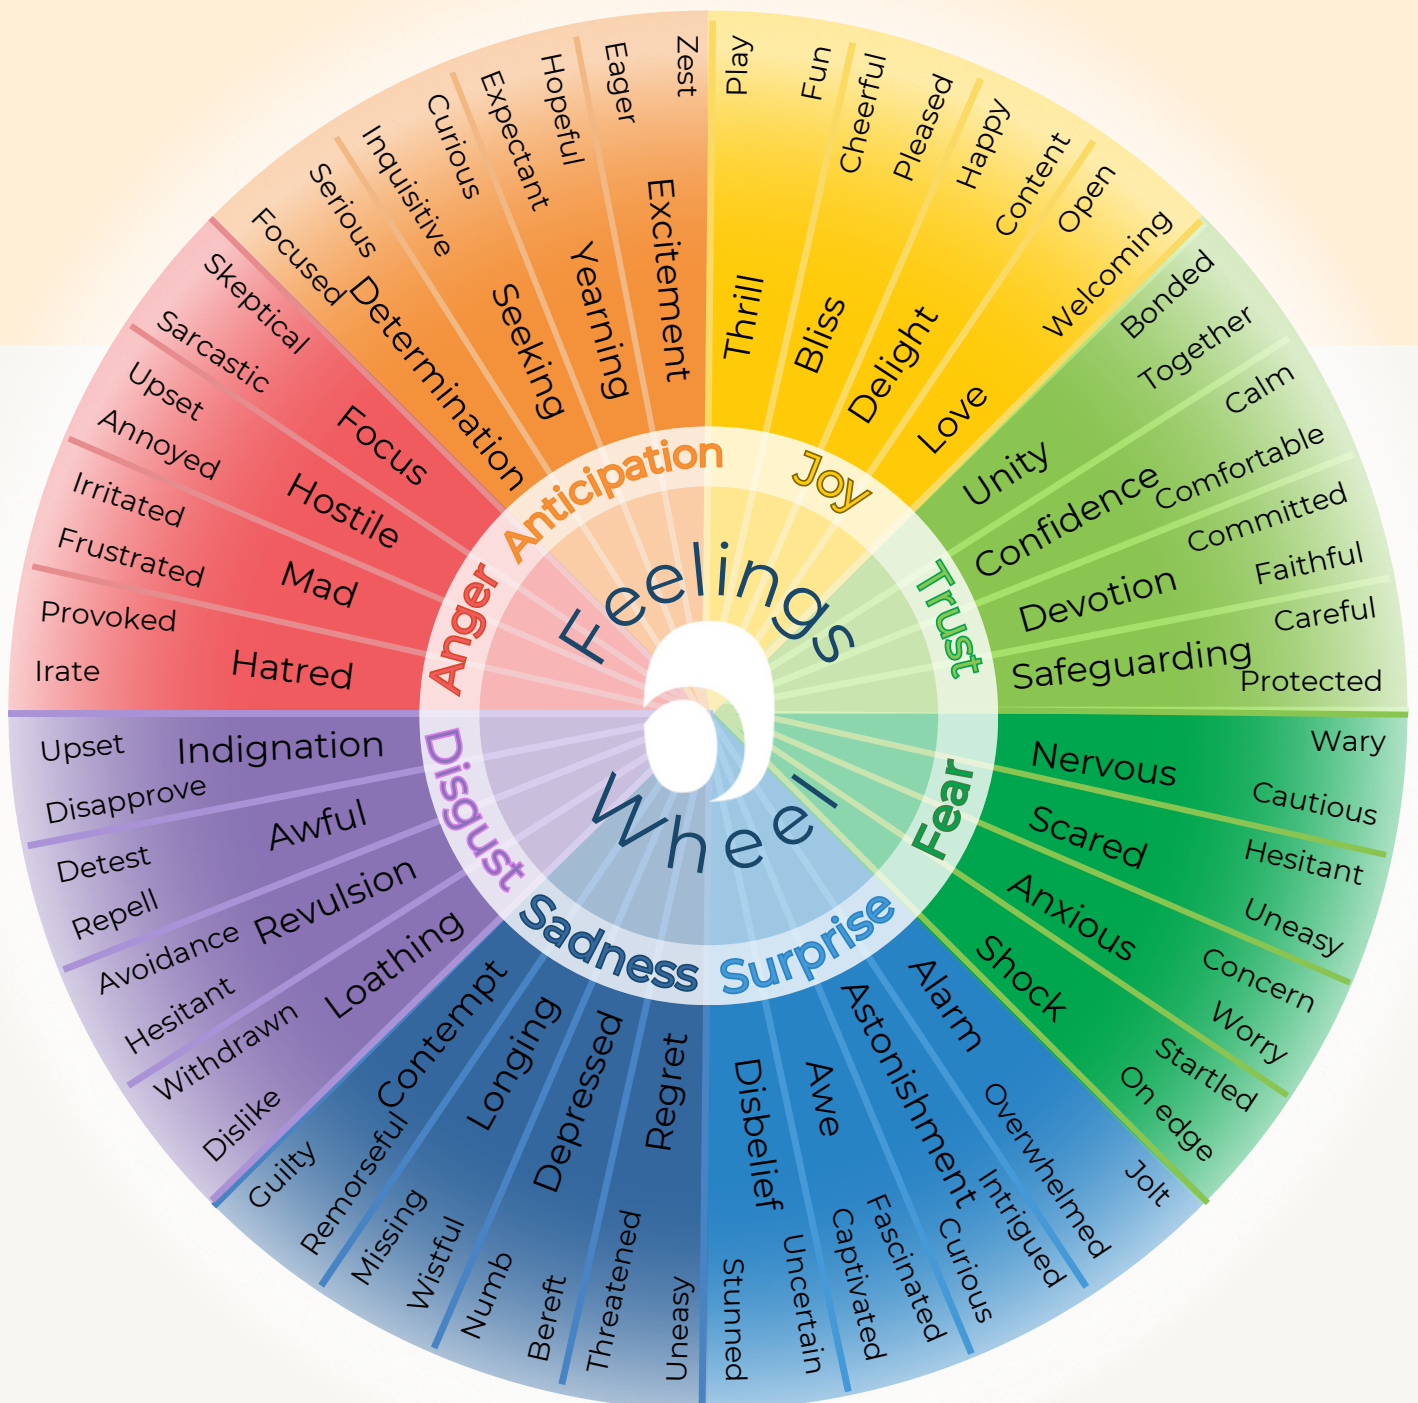 Feelings
Wheel
Anticipation
Joy
Trust
Fear
Surprise
Sadness
Disgust
Anger
Thrill
Play
Fun
Bliss
Cheerful
Pleased
Delight
Happy
Content
Love
Open
Welcoming
Unity
Bonded
Together
Confidence
Calm
Comfortable
Devotion
Committed
Faithful
Safeguarding
Careful
Protected
Nervous
Wary
Cautious
Scared
Hesitant
Uneasy
Anxious
Concern
Worry
Shock
Startled
On edge
Alarm
Jolt
Overwhelmed
Astonishment
Intrigued
Curious
Awe
Fascinated
Captivated
Disbelief
Uncertain
Stunned
Regret
Uneasy
Threatened
Depressed
Bereft
Numb
Longing
Wistful
Missing
Contempt
Remorseful
Guilty
Loathing
Dislike
Withdrawn
Revulsion
Hesitant
Avoidance
Awful
Repell
Detest
Indignation
Disapprove
Upset
Hatred
Irate
Provoked
Mad
Frustrated
Irritated
Hostile
Annoyed
Upset
Focus
Sarcastic
Skeptical
Determination
Focused
Serious
Seeking
Inquisitive
Curious
Yearning
Expectant
Hopeful
Excitement
Eager
Zest